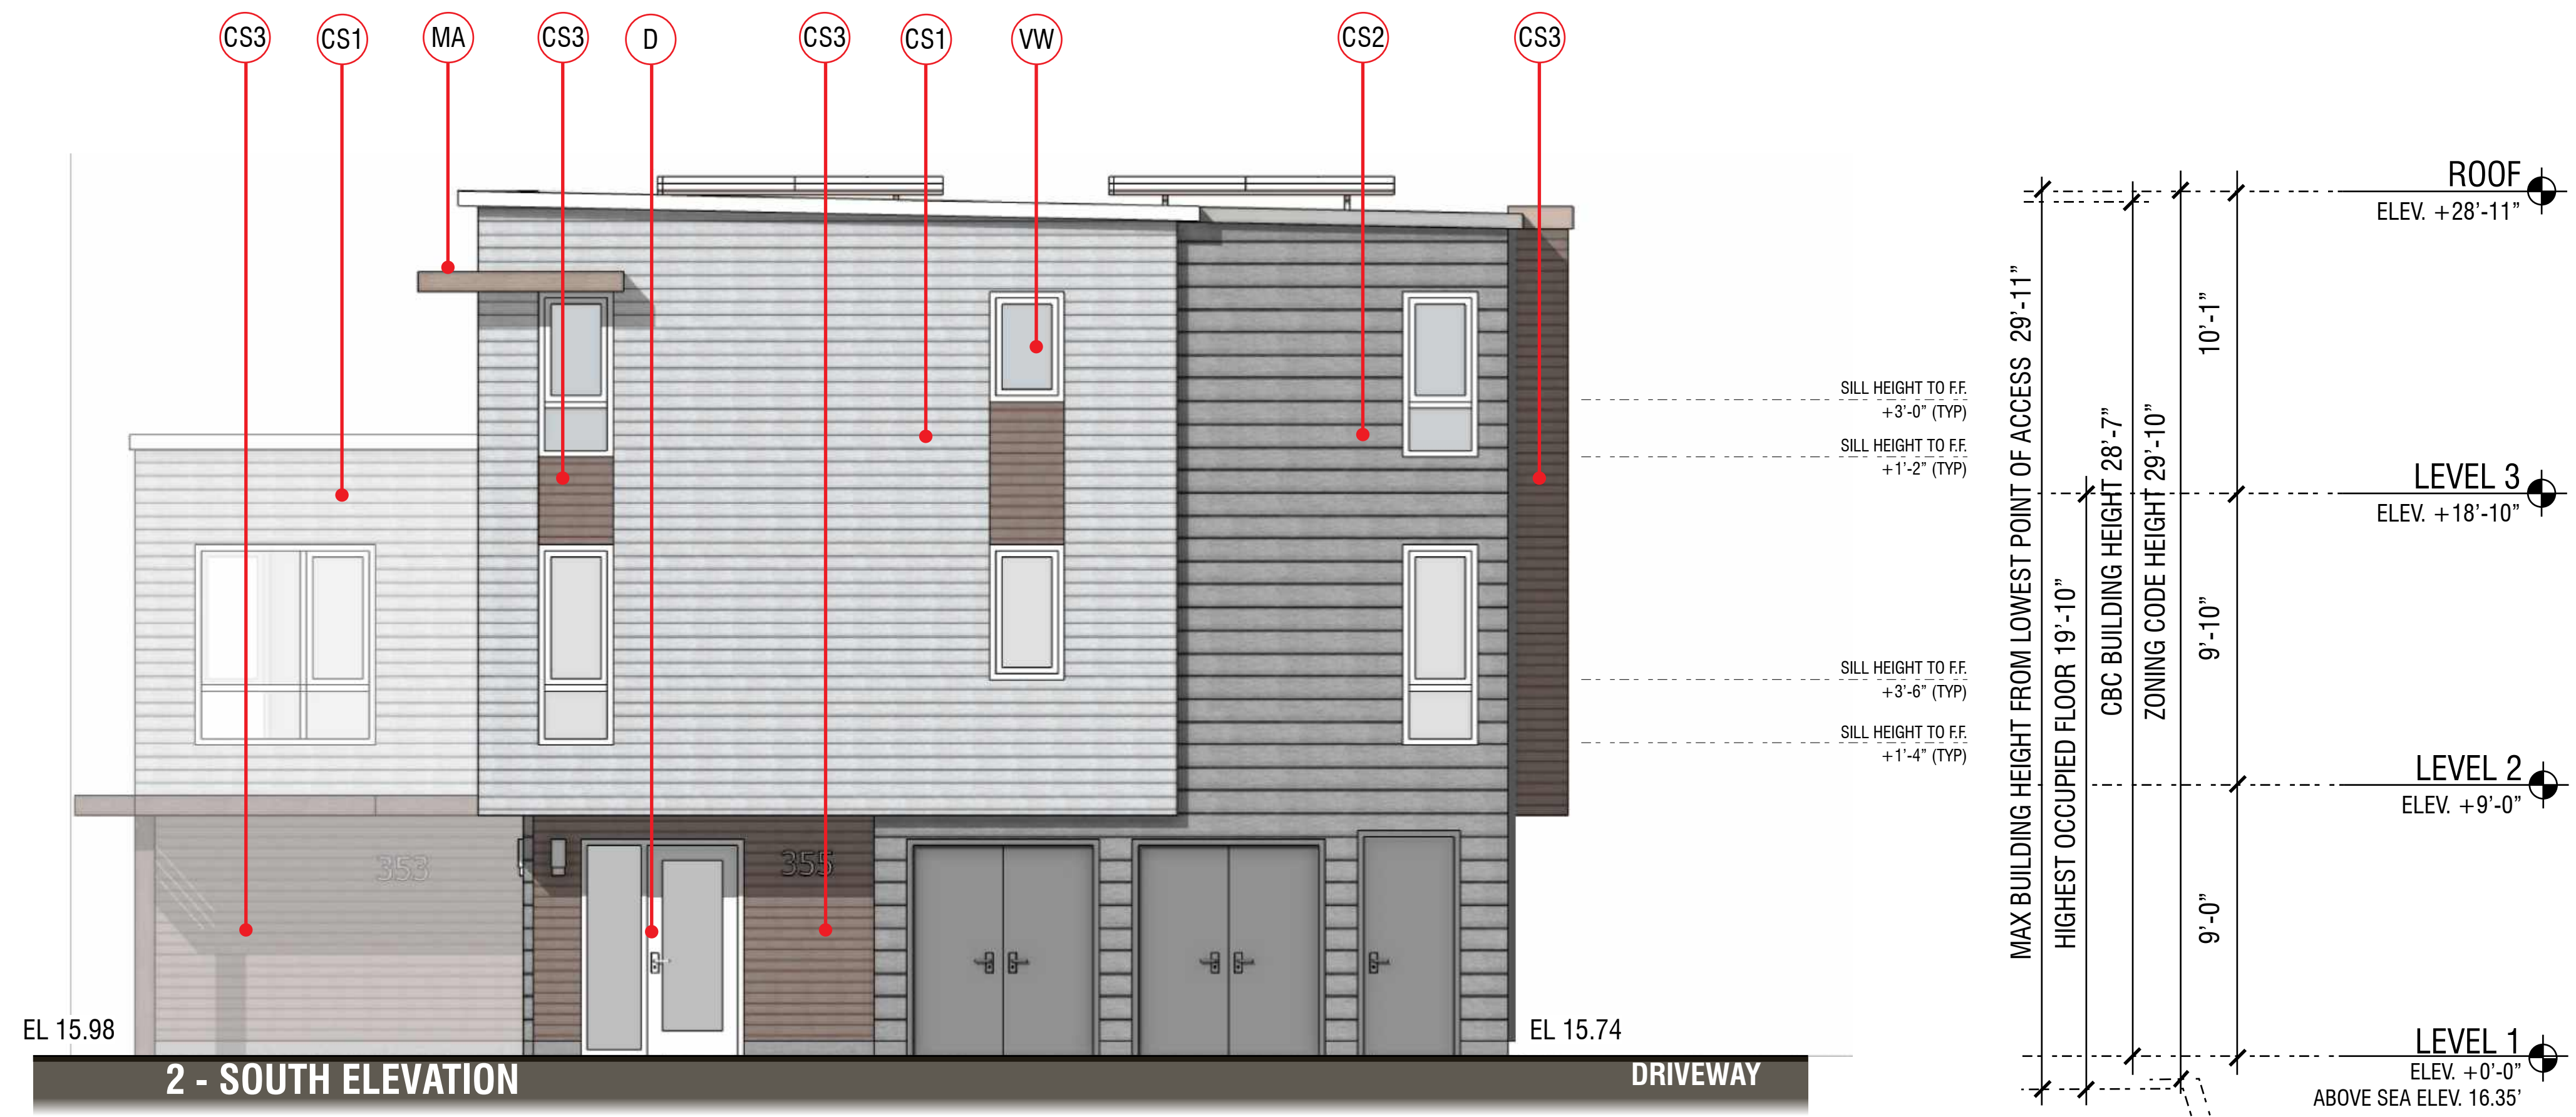 CS3 CS1 MA CS3 D CS3 CS1 VW CS2 CS3
ROOF
ELEV. +28'-11"
SILL HEIGHT TO F.F.
+3'-0" (TYP)
SILL HEIGHT TO F.F.
+1'-2" (TYP)
LEVEL 3
ELEV. +18'-10"
SILL HEIGHT TO F.F.
+3'-6" (TYP)
SILL HEIGHT TO F.F.
+1'-4" (TYP)
LEVEL 2
ELEV. +9'-0"
MAX BUILDING HEIGHT FROM LOWEST POINT OF ACCESS 29'-11"
HIGHEST OCCUPIED FLOOR 19'-10"
CBC BUILDING HEIGHT 28'-7"
ZONING CODE HEIGHT 29'-10"
10'-1"
9'-10"
9'-0"
353
355
EL 15.98
EL 15.74
LEVEL 1
ELEV. +0'-0"
ABOVE SEA ELEV. 16.35'
2 - SOUTH ELEVATION
DRIVEWAY